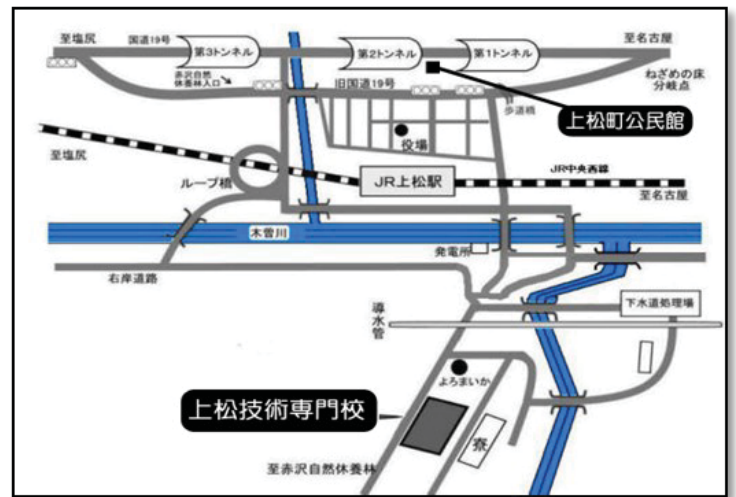 至塩尻
国道19号
第3トンネル
第2トンネル
第1トンネル
至名古屋
赤沢自然
休養林入口
旧国道19号
ねざめの床
分岐点
歩道橋
上松町公民館
役場
至塩尻
ループ橋
JR上松駅
JR中央西線
至名古屋
木曽川
発電所
右岸道路
導水管
下水道処理場
よろまいか
上松技術専門校
寮
至赤沢自然休養林